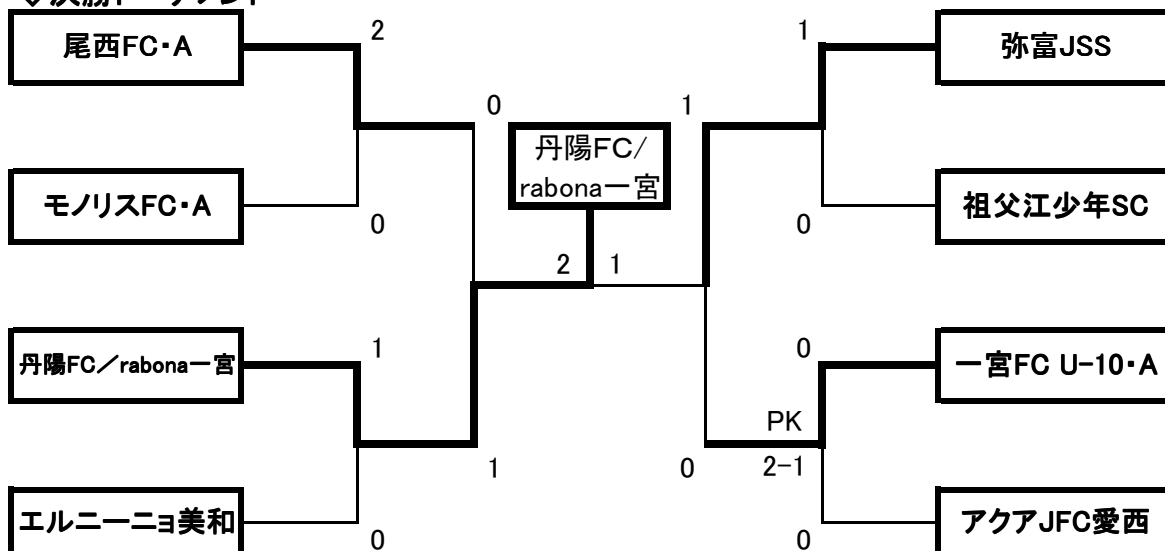 尾西FC・A
2
1
弥富JSS
0
1
丹陽FC/
rabona一宮
モノリスFC・A
0
0
祖父江少年SC
2
1
丹陽FC／rabona一宮
1
0
一宮FC U-10・A
PK
1
0
2-1
エルニーニョ美和
0
0
アクアJFC愛西